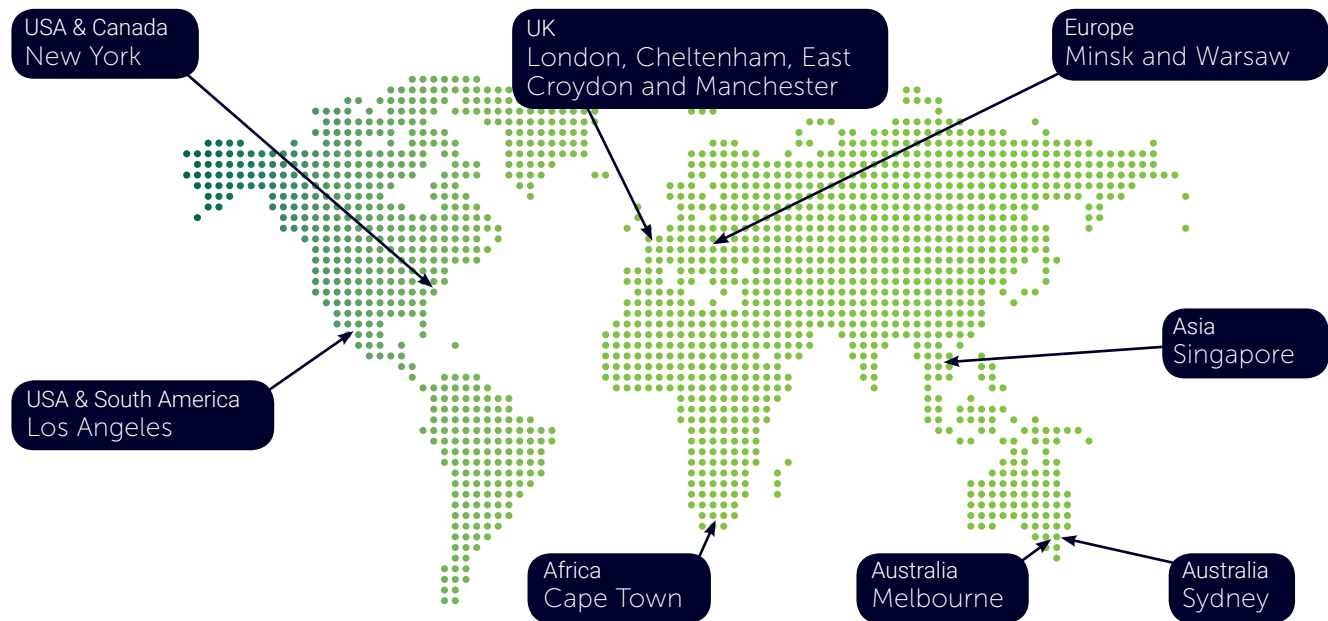 USA & Canada
New York
UK
London, Cheltenham, East
Croydon and Manchester
Europe
Minsk and Warsaw
Asia
Singapore
USA & South America
Los Angeles
Africa
Cape Town
Australia
Melbourne
Australia
Sydney